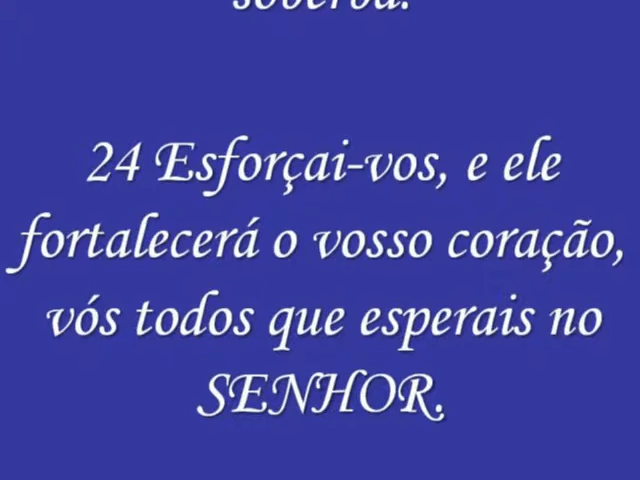 soberba.
24 Esforçai-vos, e ele
fortalecerá o vosso coração,
vós todos que esperais no
SENHOR.